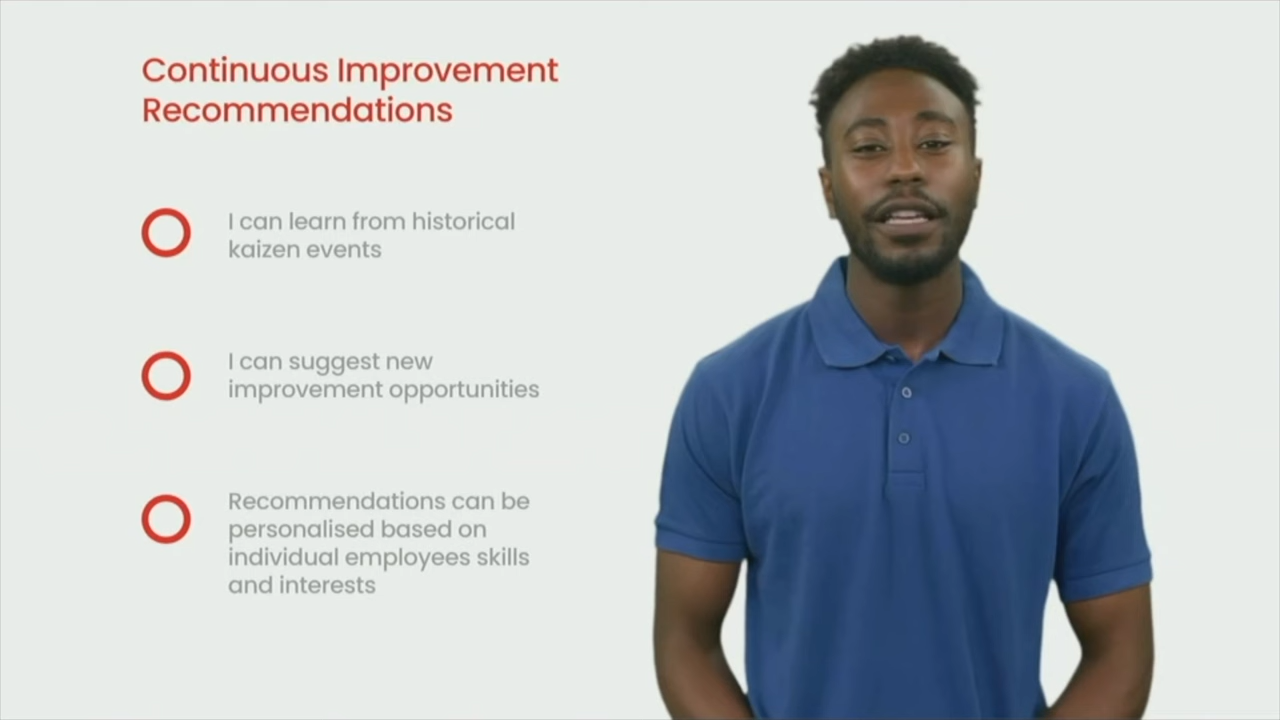 Continuous Improvement
Recommendations
I can learn from historical
kaizen events
I can suggest new
improvement opportunities
Recommendations can be
personalised based on
individual employees skills
and interests